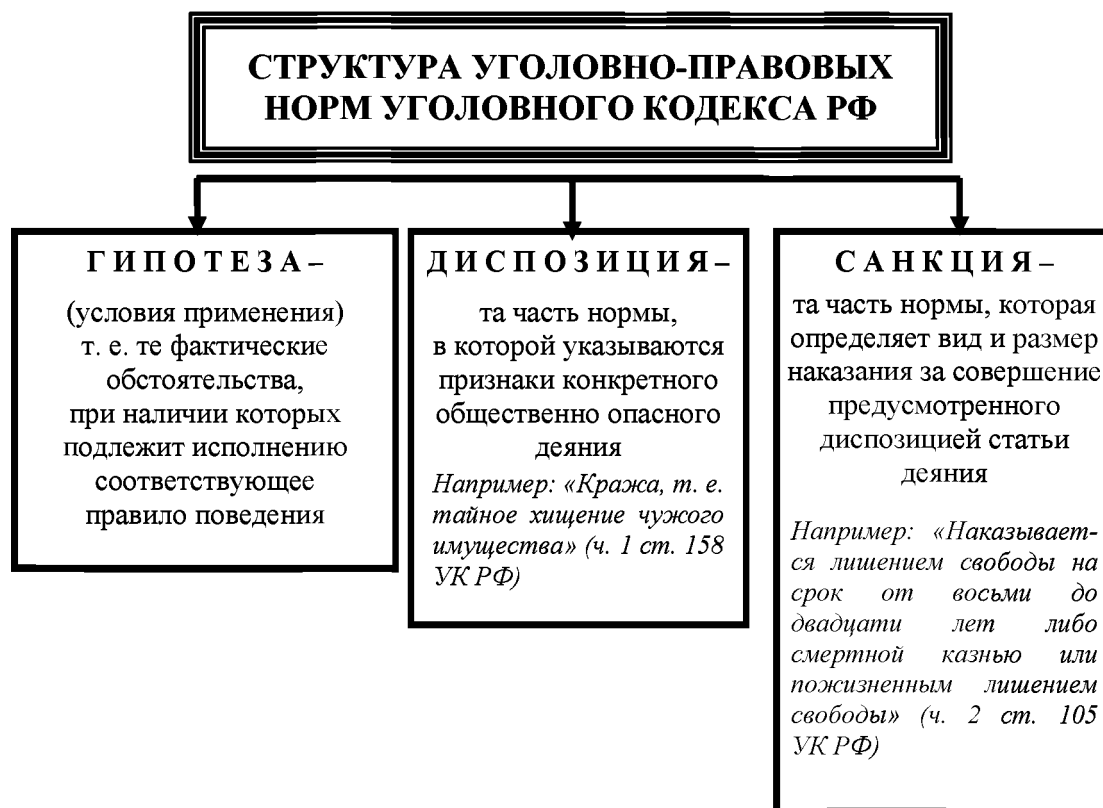 СТРУКТУРА УГОЛОВНО-ПРАВОВЫХ
НОРМ УГОЛОВНОГО КОДЕКСА РФ
Г И П О Т Е З А –
(условия применения)
т. е. те фактические
обстоятельства,
при наличии которых
подлежит исполнению
соответствующее
правило поведения
Д И С П О З И Ц И Я –
та часть нормы,
в которой указываются
признаки конкретного
общественно опасного
деяния
Например: «Кража, т. е.
тайное хищение чужого
имущества» (ч. 1 ст. 158
УК РФ)
С А Н К Ц И Я –
та часть нормы, которая
определяет вид и размер
наказания за совершение
предусмотренного
диспозицией статьи
деяния
Например: «Наказывает-
ся лишением свободы на
срок от восьми до
двадцати лет либо
смертной казнью или
пожизненным лишением
свободы» (ч. 2 ст. 105
УК РФ)